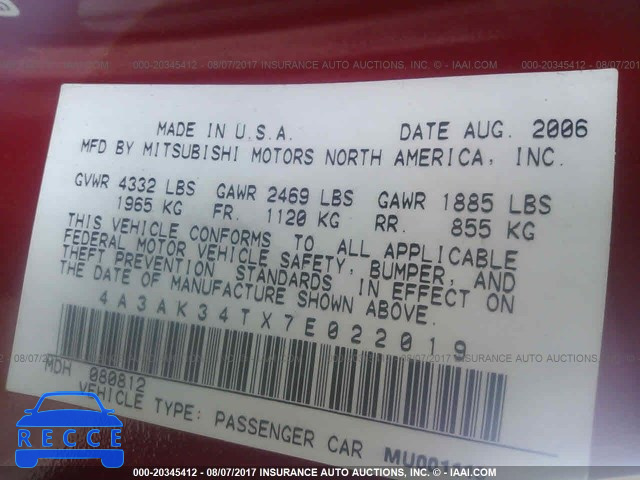 000-20345412 - 08/07/2017 INSURANCE AUTO AUCTIONS, INC. (C) - IAAI.COM
MADE IN U.S.A. DATE AUG. 2006
MFD BY MITSUBISHI MOTORS NORTH AMERICA, INC.
GVWR 4332 LBS GAWR 2469 LBS GAWR 1885 LBS
1965 KG FR. 1120 KG RR. 855 KG
THIS VEHICLE CONFORMS TO ALL APPLICABLE
FEDERAL MOTOR VEHICLE SAFETY, BUMPER, AND
THEFT PREVENTION STANDARDS IN EFFECT ON
THE DATE OF MANUFACTURE SHOWN ABOVE.
4A3AK34TX7E022019
MDH 080812
VEHICLE TYPE: PASSENGER CAR
RECCE
000-20345412 - 08/07/2017 INSURANCE AUTO AUCTIONS, INC. (C) - IAAI.COM